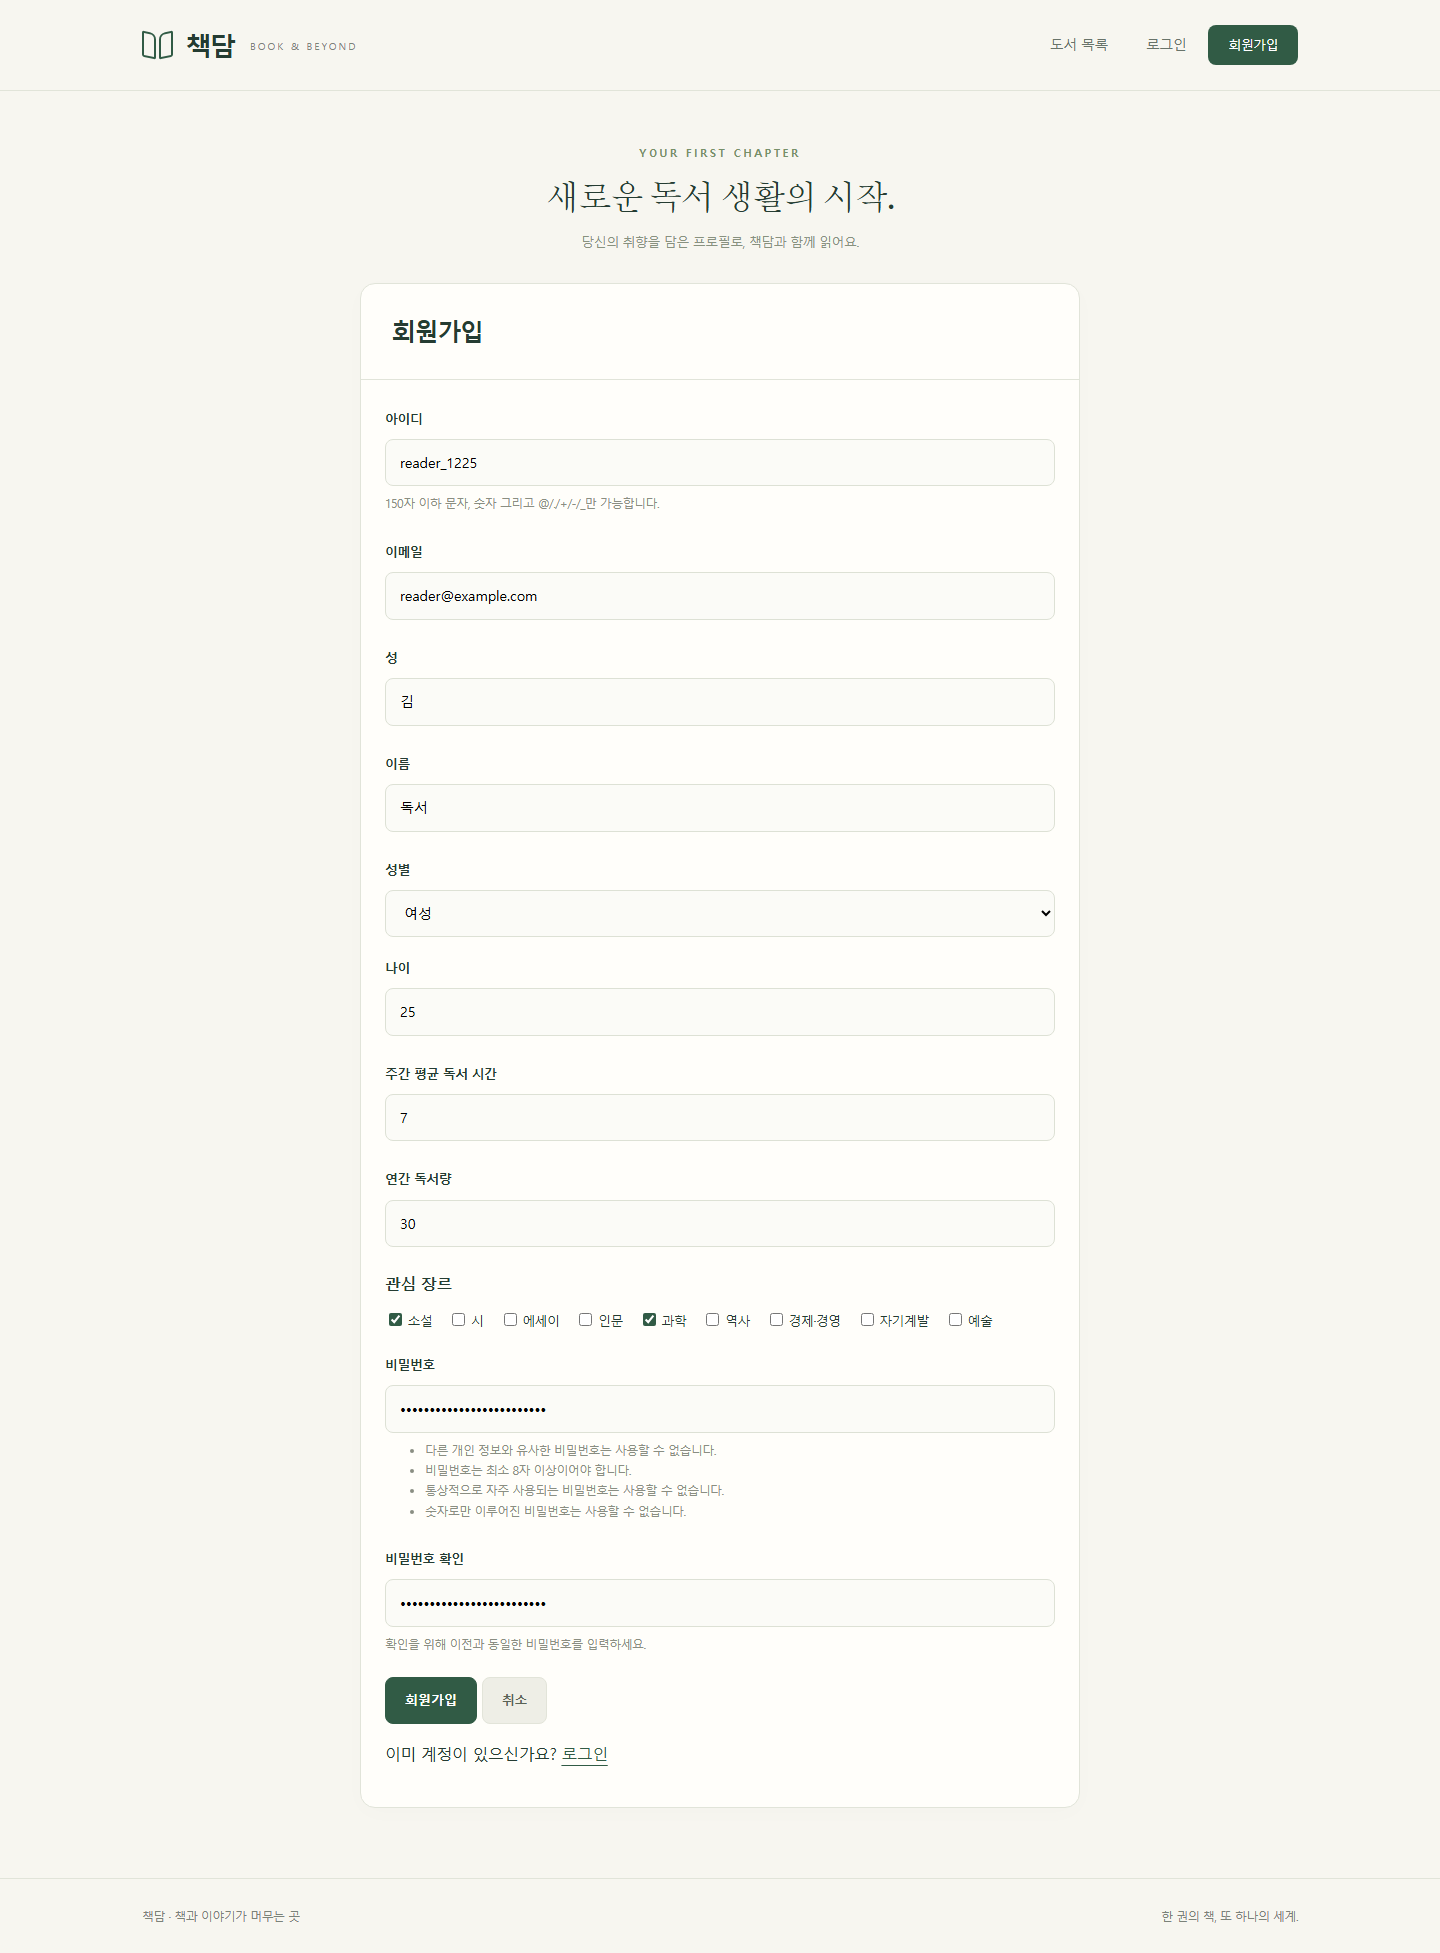 책담 BOOK & BEYOND 도서 목록 로그인 회원가입
YOUR FIRST CHAPTER
새로운 독서 생활의 시작.
당신의 취향을 담은 프로필로, 책담과 함께 읽어요.
회원가입
아이디
reader_1225
150자 이하 문자, 숫자 그리고 @/./+/-/_만 가능합니다.
이메일
reader@example.com
성
김
이름
독서
성별
여성
나이
25
주간 평균 독서 시간
7
연간 독서량
30
관심 장르
소설 시 에세이 인문 과학 역사 경제·경영 자기계발 예술
비밀번호
•••••••••••••••••••••••••
다른 개인 정보와 유사한 비밀번호는 사용할 수 없습니다.
비밀번호는 최소 8자 이상이어야 합니다.
통상적으로 자주 사용되는 비밀번호는 사용할 수 없습니다.
숫자로만 이루어진 비밀번호는 사용할 수 없습니다.
비밀번호 확인
•••••••••••••••••••••••••
확인을 위해 이전과 동일한 비밀번호를 입력하세요.
회원가입 취소
이미 계정이 있으신가요? 로그인
책담 · 책과 이야기가 머무는 곳 한 권의 책, 또 하나의 세계.